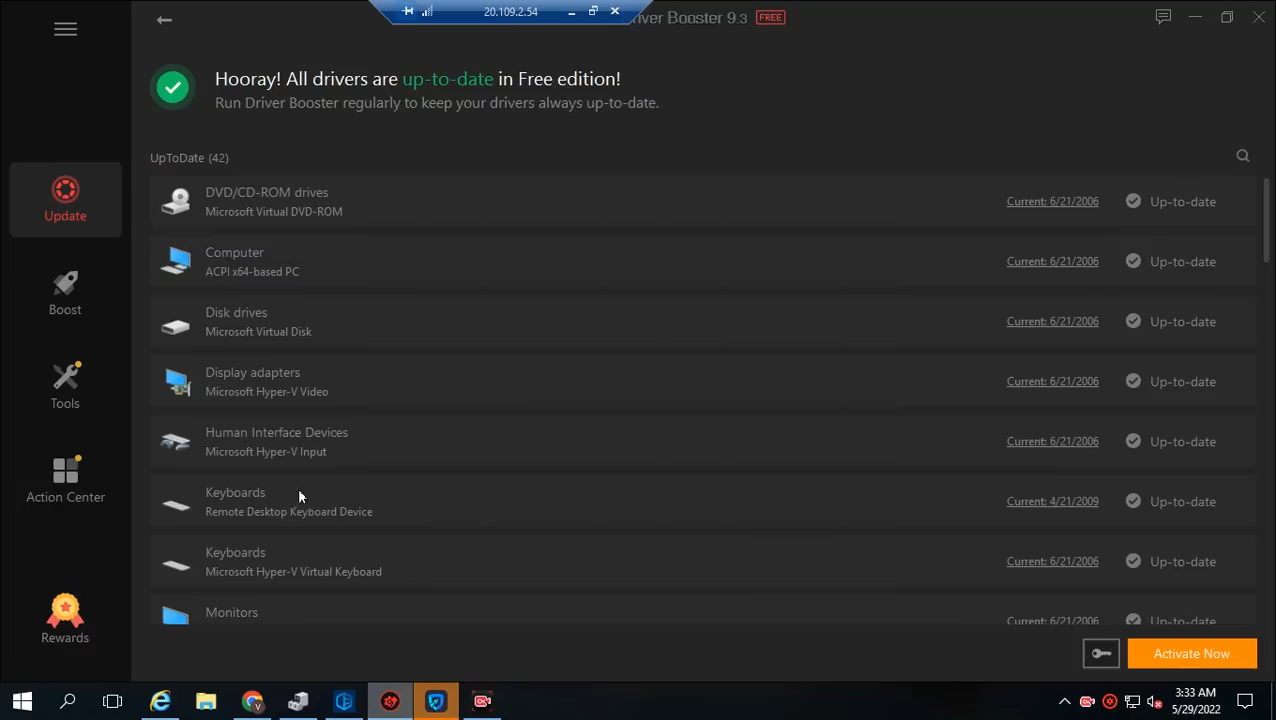 20.109.2.54
river Booster 9.3 FREE
Hooray! All drivers are up-to-date in Free edition!
Run Driver Booster regularly to keep your drivers always up-to-date.
UpToDate (42)
DVD/CD-ROM drives
Microsoft Virtual DVD-ROM
Current: 6/21/2006
Up-to-date
Update
Computer
ACPI x64-based PC
Current: 6/21/2006
Up-to-date
Boost
Disk drives
Microsoft Virtual Disk
Current: 6/21/2006
Up-to-date
Display adapters
Microsoft Hyper-V Video
Current: 6/21/2006
Up-to-date
Tools
Human Interface Devices
Microsoft Hyper-V Input
Current: 6/21/2006
Up-to-date
Action Center
Keyboards
Remote Desktop Keyboard Device
Current: 4/21/2009
Up-to-date
Keyboards
Microsoft Hyper-V Virtual Keyboard
Current: 6/21/2006
Up-to-date
Monitors
Current: 6/21/2006
Up-to-date
Rewards
Activate Now
3:33 AM
5/29/2022